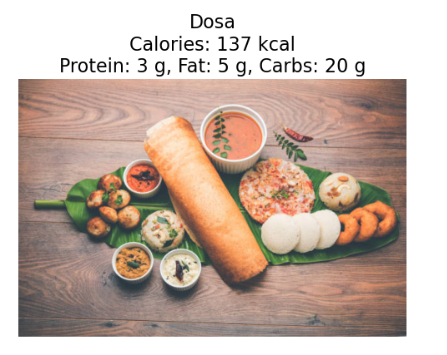 Dosa
Calories: 137 kcal
Protein: 3 g, Fat: 5 g, Carbs: 20 g